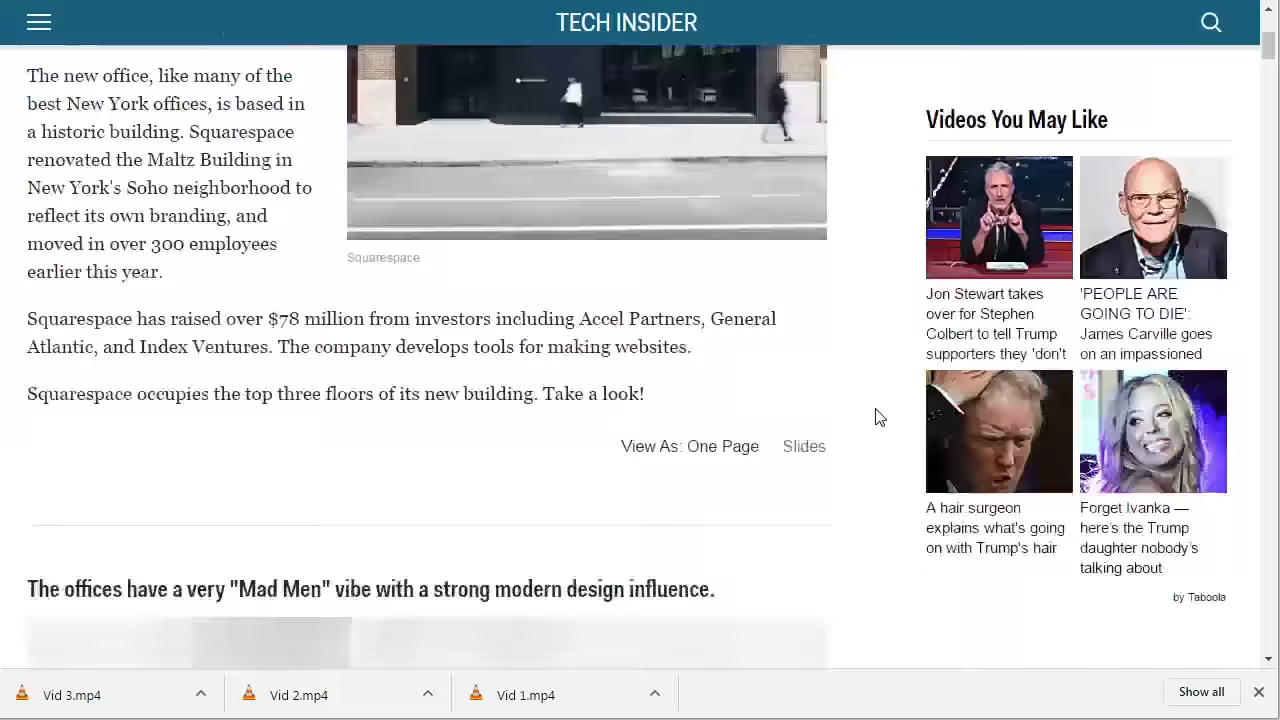 TECH INSIDER
The new office, like many of the
best New York offices, is based in
a historic building. Squarespace
renovated the Maltz Building in
New York's Soho neighborhood to
reflect its own branding, and
moved in over 300 employees
earlier this year.
Squarespace
Squarespace has raised over $78 million from investors including Accel Partners, General
Atlantic, and Index Ventures. The company develops tools for making websites.
Squarespace occupies the top three floors of its new building. Take a look!
View As: One Page Slides
The offices have a very "Mad Men" vibe with a strong modern design influence.
Videos You May Like
Jon Stewart takes
over for Stephen
Colbert to tell Trump
supporters they 'don't
'PEOPLE ARE
GOING TO DIE':
James Carville goes
on an impassioned
A hair surgeon
explains what's going
on with Trump's hair
Forget Ivanka —
here's the Trump
daughter nobody's
talking about
by Taboola
Vid 3.mp4
Vid 2.mp4
Vid 1.mp4
Show all